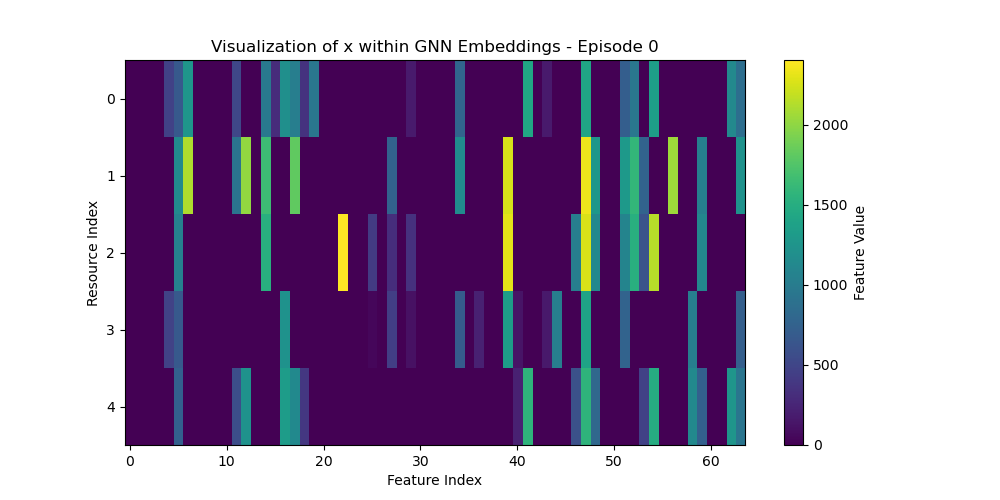 Visualization of x within GNN Embeddings - Episode 0
Resource Index
0
1
2
3
4
0 10 20 30 40 50 60
Feature Index
2000
1500
1000
500
0
Feature Value